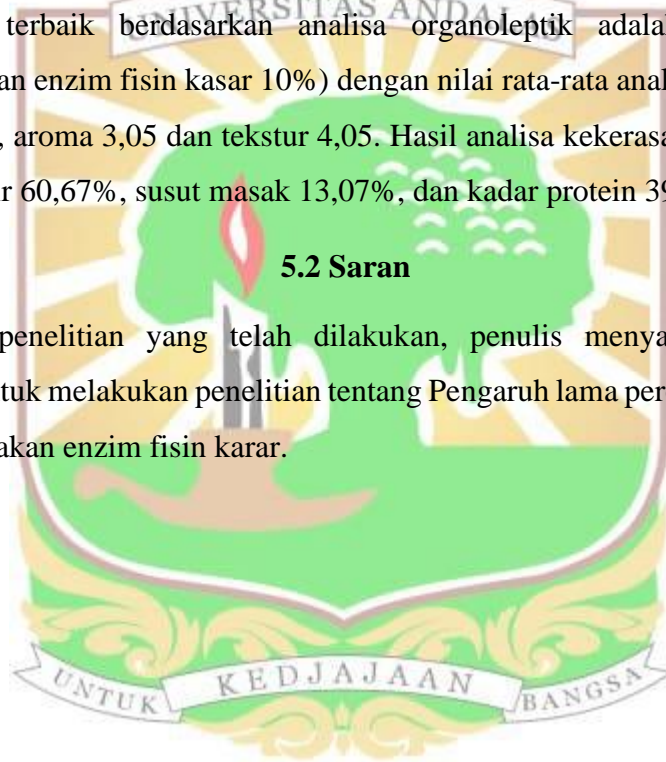 UNIVERSITAS ANDALAS
terbaik berdasarkan analisa organoleptik adala
an enzim fisin kasar 10%) dengan nilai rata-rata anal
, aroma 3,05 dan tekstur 4,05. Hasil analisa kekerasa
r 60,67%, susut masak 13,07%, dan kadar protein 39
5.2 Saran
penelitian yang telah dilakukan, penulis menya
tuk melakukan penelitian tentang Pengaruh lama per
akan enzim fisin karar.
UNTUK KEDJAJAAN BANGSA